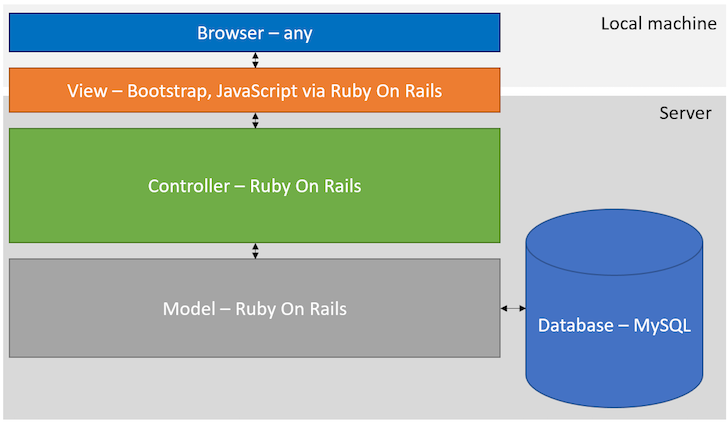 Local machine
Browser – any
View – Bootstrap, JavaScript via Ruby On Rails
Server
Controller – Ruby On Rails
Model – Ruby On Rails
Database – MySQL